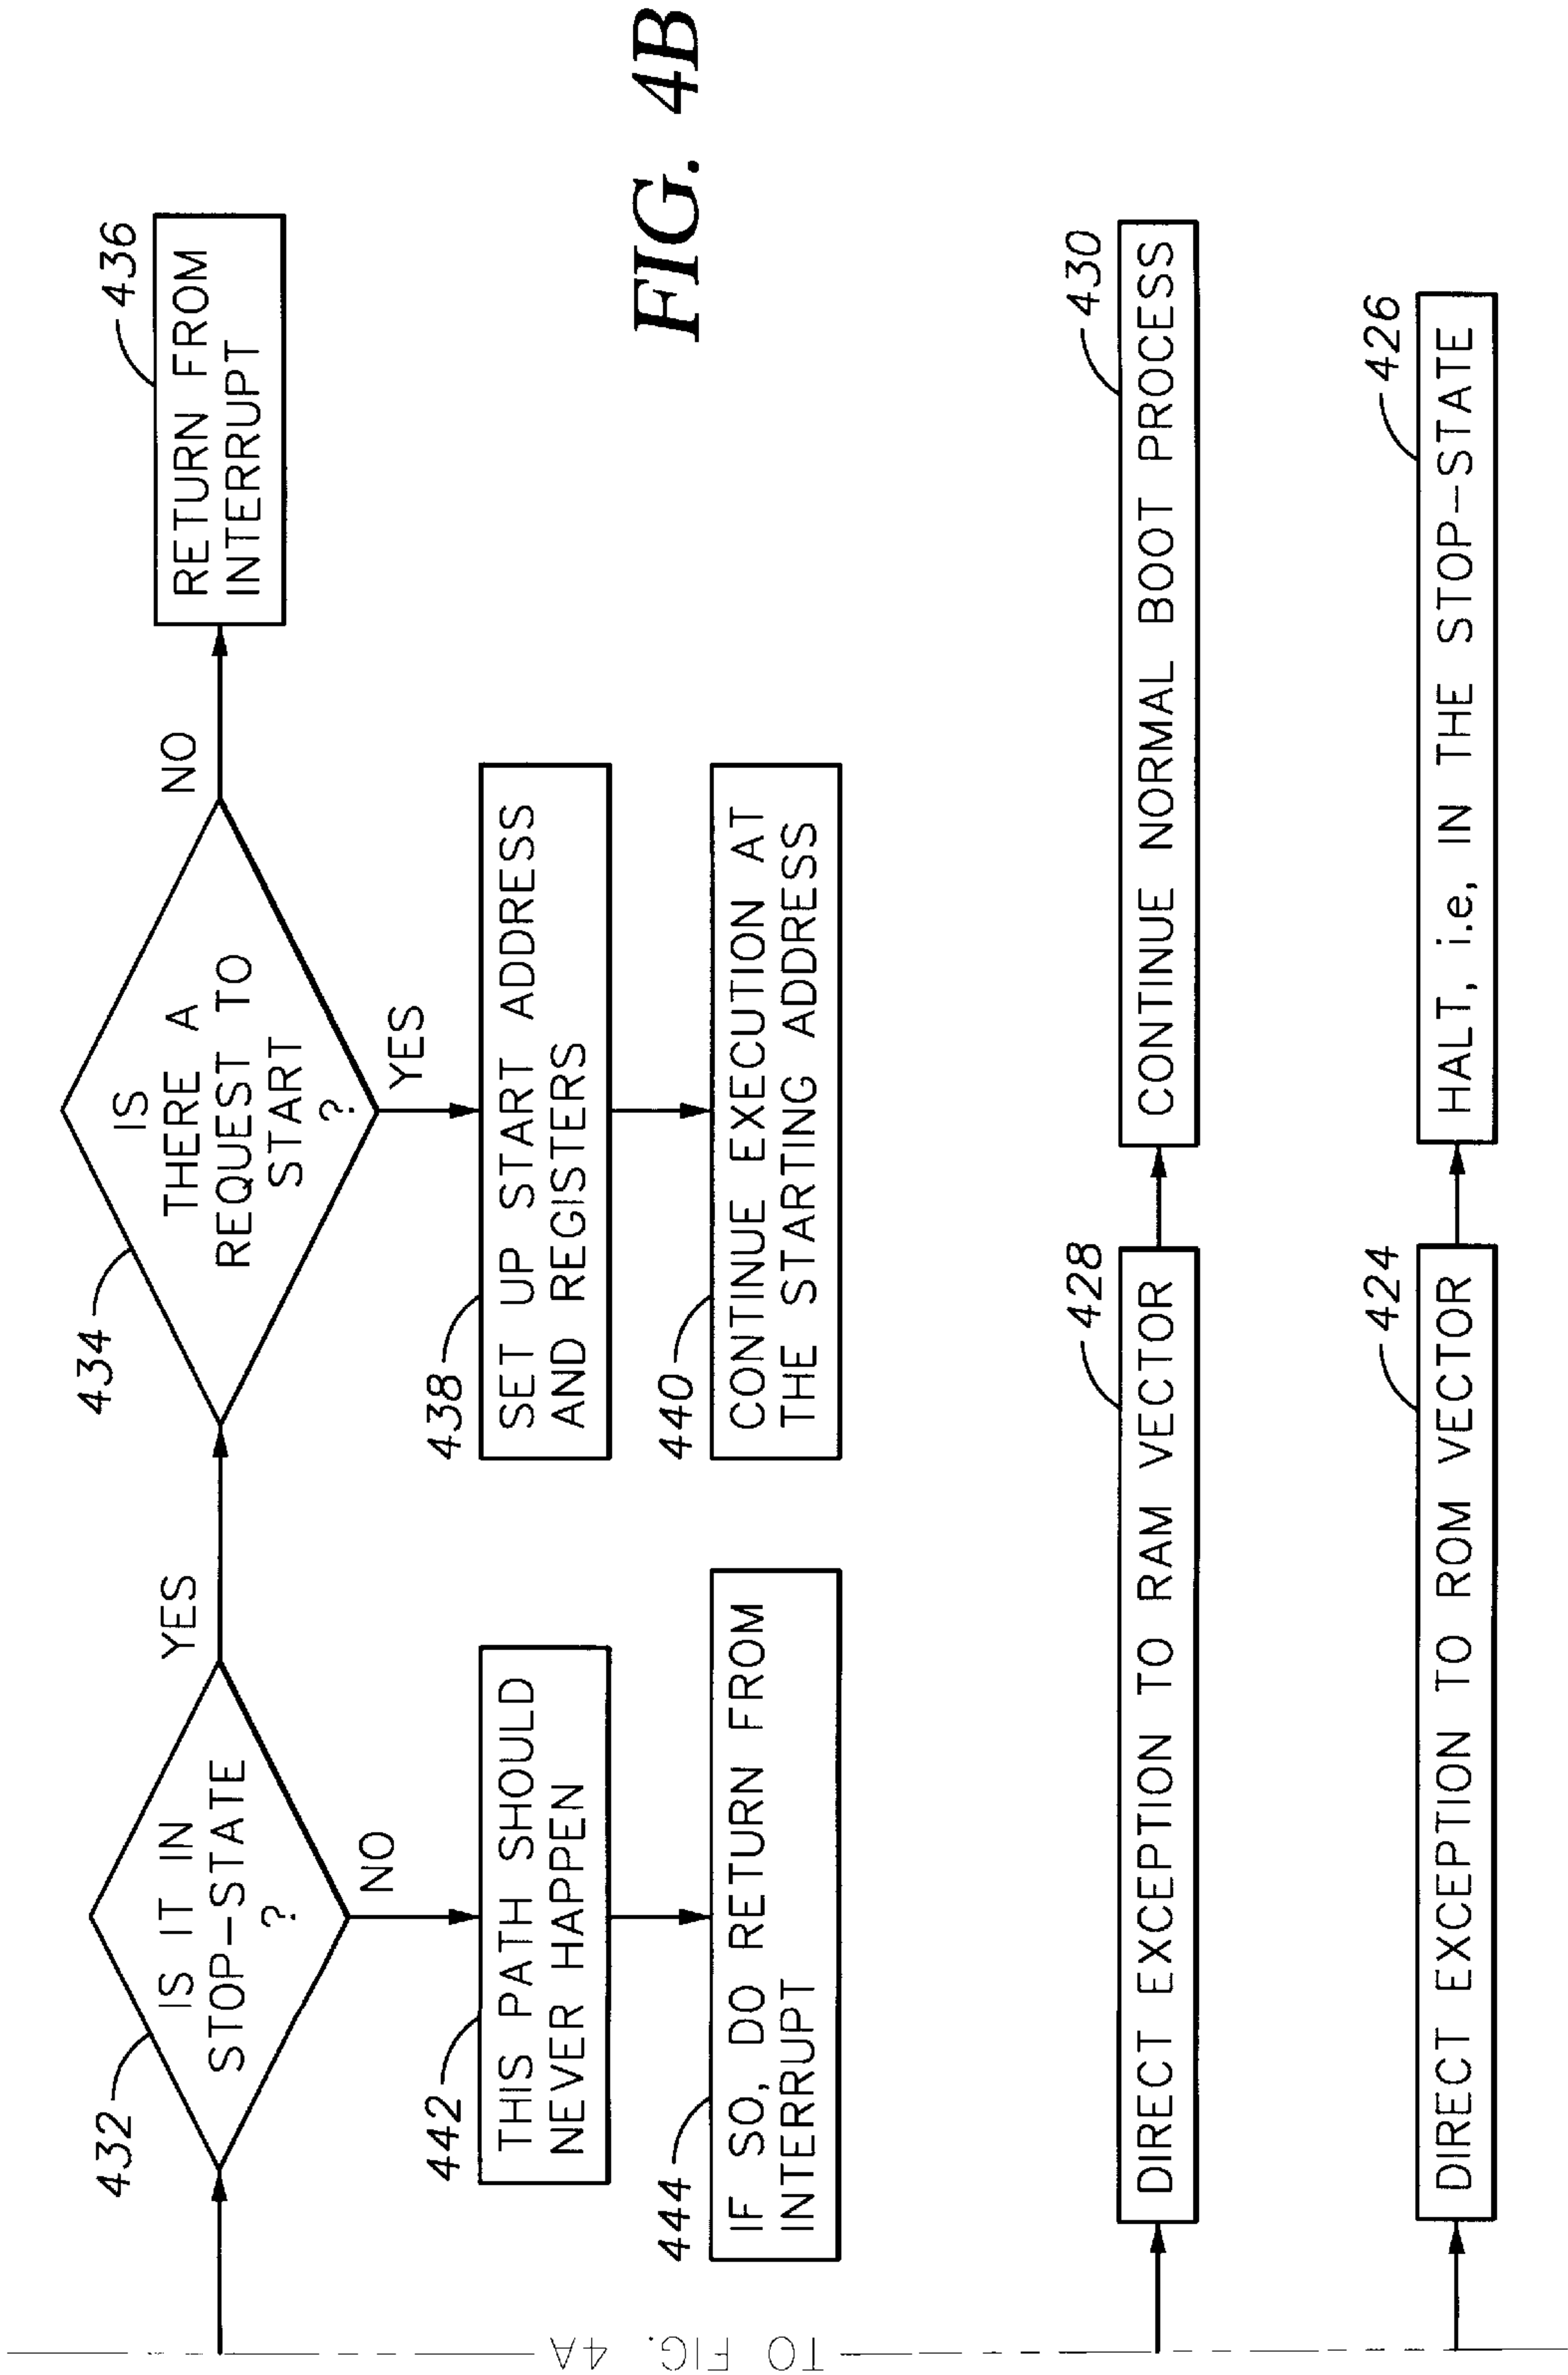 TO FIG. 4A
432
IS IT IN
STOP-STATE
?
YES
NO
434
IS
THERE A
REQUEST TO
START
?
NO
YES
436
RETURN FROM
INTERRUPT
442
THIS PATH SHOULD
NEVER HAPPEN
444
IF SO, DO RETURN FROM
INTERRUPT
438
SET UP START ADDRESS
AND REGISTERS
440
CONTINUE EXECUTION AT
THE STARTING ADDRESS
FIG. 4B
428
DIRECT EXCEPTION TO RAM VECTOR
430
CONTINUE NORMAL BOOT PROCESS
424
DIRECT EXCEPTION TO ROM VECTOR
426
HALT, i.e, IN THE STOP-STATE